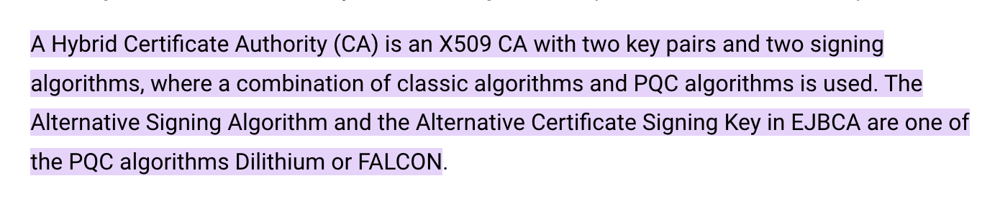 A Hybrid Certificate Authority (CA) is an X509 CA with two key pairs and two signing
algorithms, where a combination of classic algorithms and PQC algorithms is used. The
Alternative Signing Algorithm and the Alternative Certificate Signing Key in EJBCA are one of
the PQC algorithms Dilithium or FALCON.